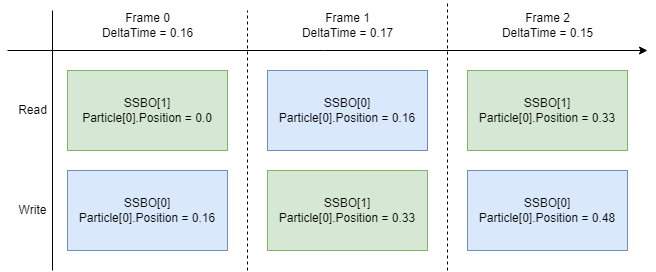 Frame 0
DeltaTime = 0.16
Frame 1
DeltaTime = 0.17
Frame 2
DeltaTime = 0.15
Read
SSBO[1]
Particle[0].Position = 0.0
SSBO[0]
Particle[0].Position = 0.16
SSBO[1]
Particle[0].Position = 0.33
Write
SSBO[0]
Particle[0].Position = 0.16
SSBO[1]
Particle[0].Position = 0.33
SSBO[0]
Particle[0].Position = 0.48